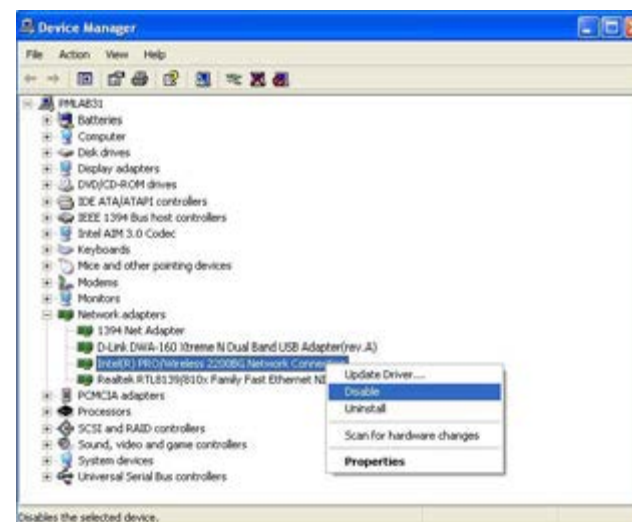 Device Manager
File Action View Help
PMLAB31
Batteries
Computer
Disk drives
Display adapters
DVD/CD-ROM drives
IDE ATA/ATAPI controllers
IEEE 1394 Bus host controllers
Intel AIM 3.0 Codec
Keyboards
Mice and other pointing devices
Modems
Monitors
Network adapters
1394 Net Adapter
D-Link DWA-160 Xtreme N Dual Band USB Adapter(rev.A)
Intel(R) PRO/Wireless 2200BG Network Connection
Realtek RTL8139/810x Family Fast Ethernet NI
Update Driver...
Disable
Uninstall
Scan for hardware changes
Properties
PCMCIA adapters
Processors
SCSI and RAID controllers
Sound, video and game controllers
System devices
Universal Serial Bus controllers
Disables the selected device.